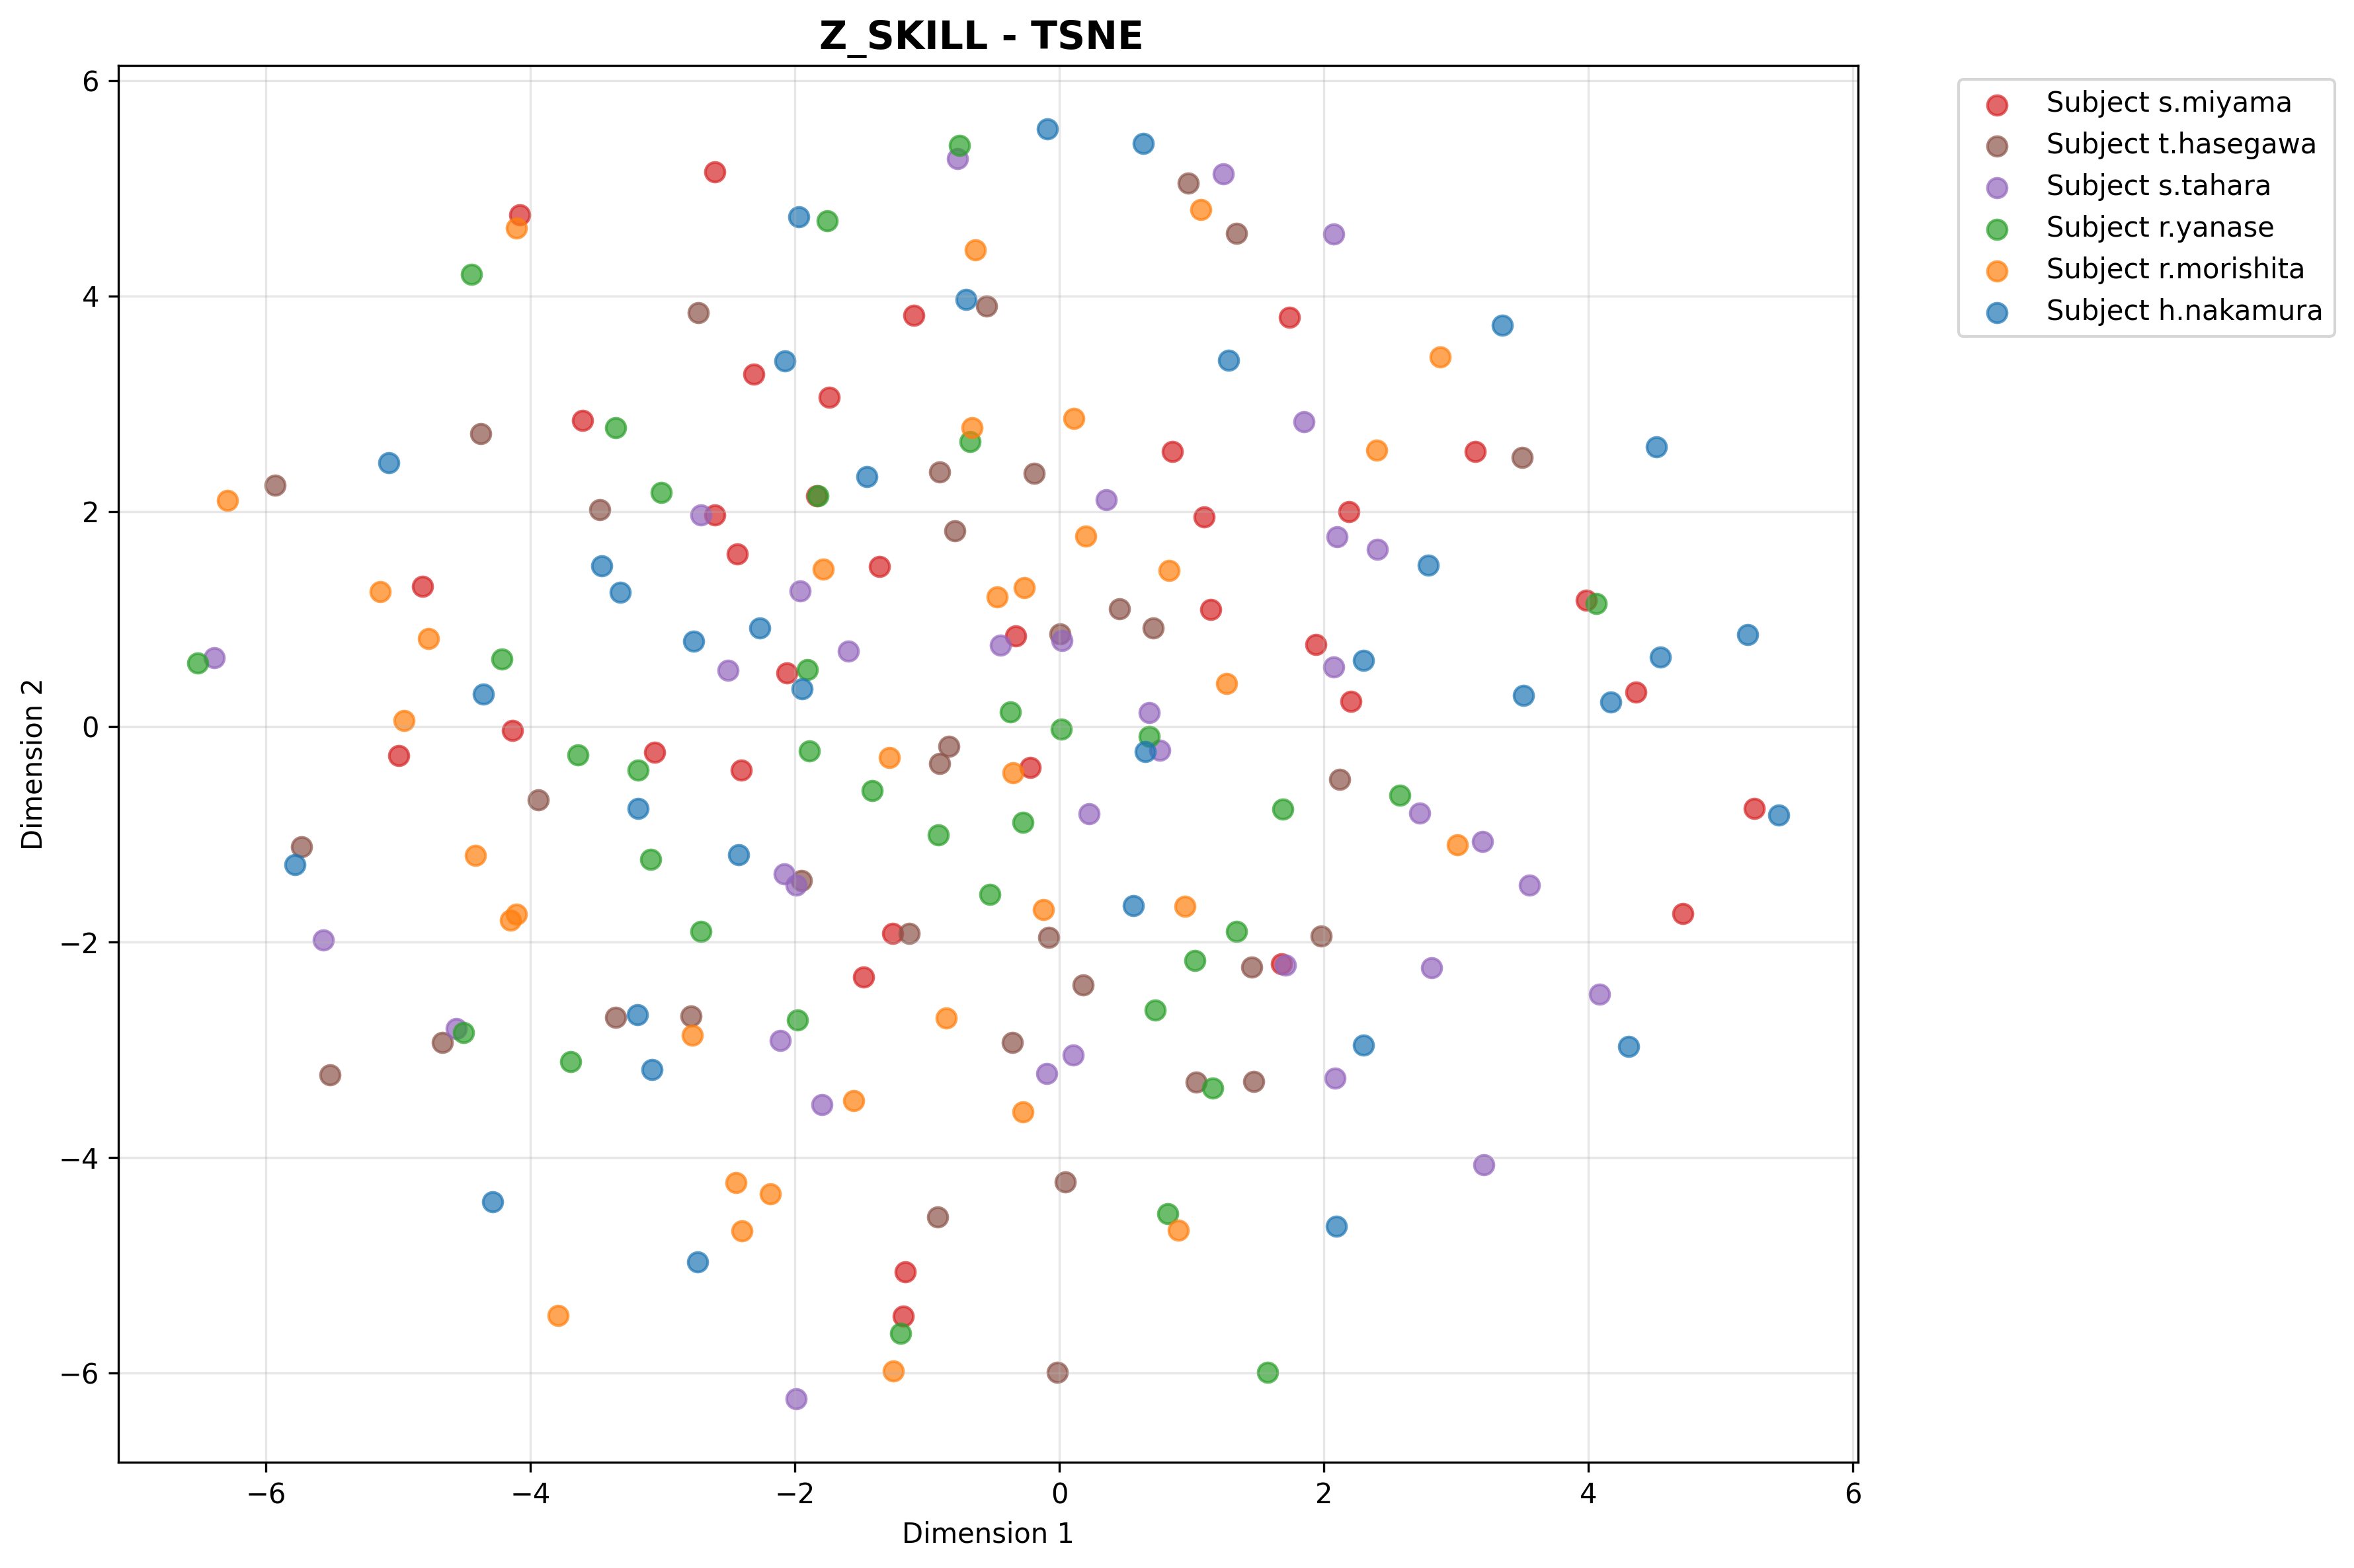 Z_SKILL - TSNE
Subject s.miyama
Subject t.hasegawa
Subject s.tahara
Subject r.yanase
Subject r.morishita
Subject h.nakamura
6
4
2
0
−2
−4
−6
Dimension 2
−6
−4
−2
0
2
4
6
Dimension 1